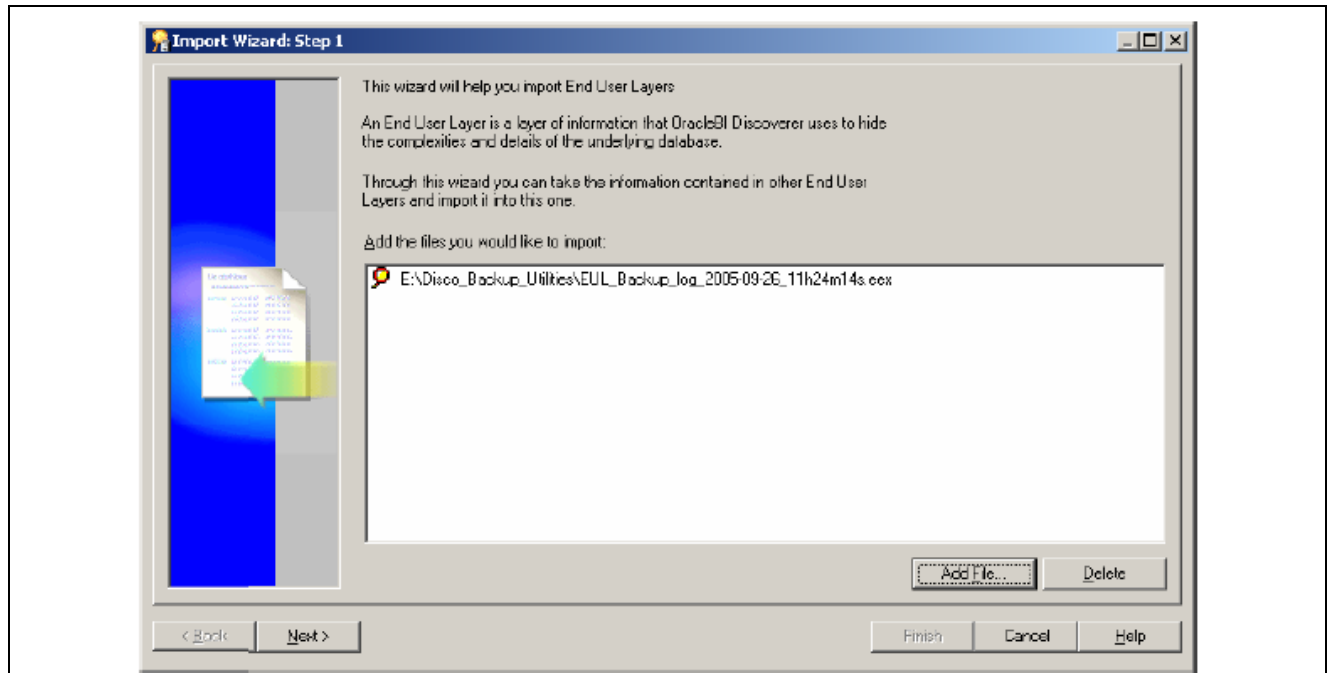 Import Wizard: Step 1
This wizard will help you import End User Layers
An End User Layer is a layer of information that OracleBI Discoverer uses to hide
the complexities and details of the underlying database.
Through this wizard you can take the information contained in other End User
Layers and import it into this one.
Add the files you would like to import:
E:\Disco_Backup_Utilities\EUL_Backup_log_2005-09-26_11h24m14s.eex
Add File... Delete
< Back Next > Finish Cancel Help